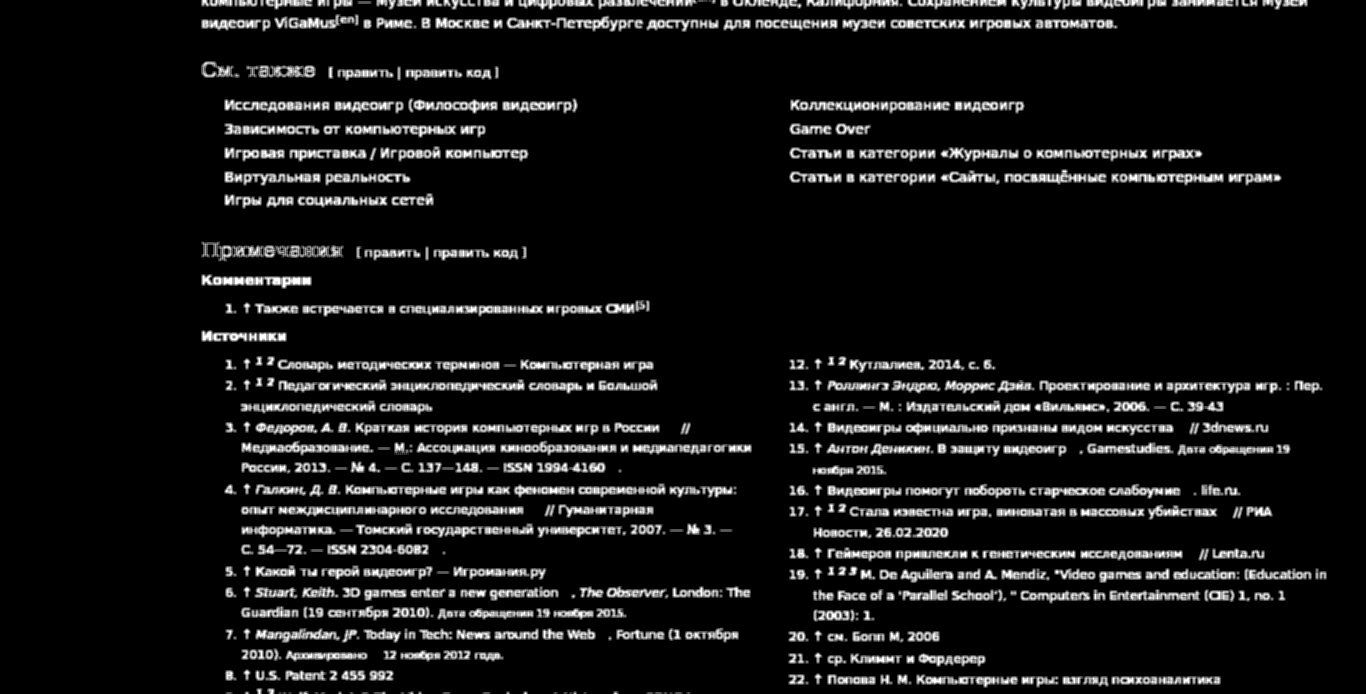 компьютерные игры — Музей искусства и цифровых развлечений в Окленде, Калифорния. Сохранением культуры видеоигры занимается Музей
видеоигр ViGaMus[en] в Риме. В Москве и Санкт-Петербурге доступны для посещения музеи советских игровых автоматов.
См. также [ править | править код ]
Исследования видеоигр (Философия видеоигр)
Зависимость от компьютерных игр
Игровая приставка / Игровой компьютер
Виртуальная реальность
Игры для социальных сетей
Коллекционирование видеоигр
Game Over
Статьи в категории «Журналы о компьютерных играх»
Статьи в категории «Сайты, посвящённые компьютерным играм»
Примечания [ править | править код ]
Комментарии
1. ↑ Также встречается в специализированных игровых СМИ[5]
Источники
1. ↑ 1 2 Словарь методических терминов — Компьютерная игра
2. ↑ 1 2 Педагогический энциклопедический словарь и Большой
энциклопедический словарь
3. ↑ Федоров, А. В. Краткая история компьютерных игр в России //
Медиаобразование. — М.: Ассоциация кинообразования и медиапедагогики
России, 2013. — № 4. — С. 137—148. — ISSN 1994-4160 .
4. ↑ Галкин, Д. В. Компьютерные игры как феномен современной культуры:
опыт междисциплинарного исследования // Гуманитарная
информатика. — Томский государственный университет, 2007. — № 3. —
С. 54—72. — ISSN 2304-6082 .
5. ↑ Какой ты герой видеоигр? — Игромания.ру
6. ↑ Stuart, Keith. 3D games enter a new generation , The Observer, London: The
Guardian (19 сентября 2010). Дата обращения 19 ноября 2015.
7. ↑ Mangalindan, JP. Today in Tech: News around the Web , Fortune (1 октября
2010). Архивировано 12 ноября 2012 года.
8. ↑ U.S. Patent 2 455 992
12. ↑ 1 2 Кутлалиев, 2014, с. 6.
13. ↑ Роллингз Эндрю, Моррис Дэйв. Проектирование и архитектура игр. : Пер.
с англ. — М. : Издательский дом «Вильямс», 2006. — С. 39-43
14. ↑ Видеоигры официально признаны видом искусства // 3dnews.ru
15. ↑ Антон Деникин. В защиту видеоигр , Gamestudies. Дата обращения 19
ноября 2015.
16. ↑ Видеоигры помогут побороть старческое слабоумие . life.ru.
17. ↑ 1 2 Стала известна игра, виноватая в массовых убийствах // РИА
Новости, 26.02.2020
18. ↑ Геймеров привлекли к генетическим исследованиям // Lenta.ru
19. ↑ 1 2 3 M. De Aguilera and A. Mendiz, "Video games and education: (Education in
the Face of a 'Parallel School'), " Computers in Entertainment (CIE) 1, no. 1
(2003): 1.
20. ↑ см. Богп М, 2006
21. ↑ ср. Климмт и Фордерер
22. ↑ Попова Н. М. Компьютерные игры: взгляд психоаналитика